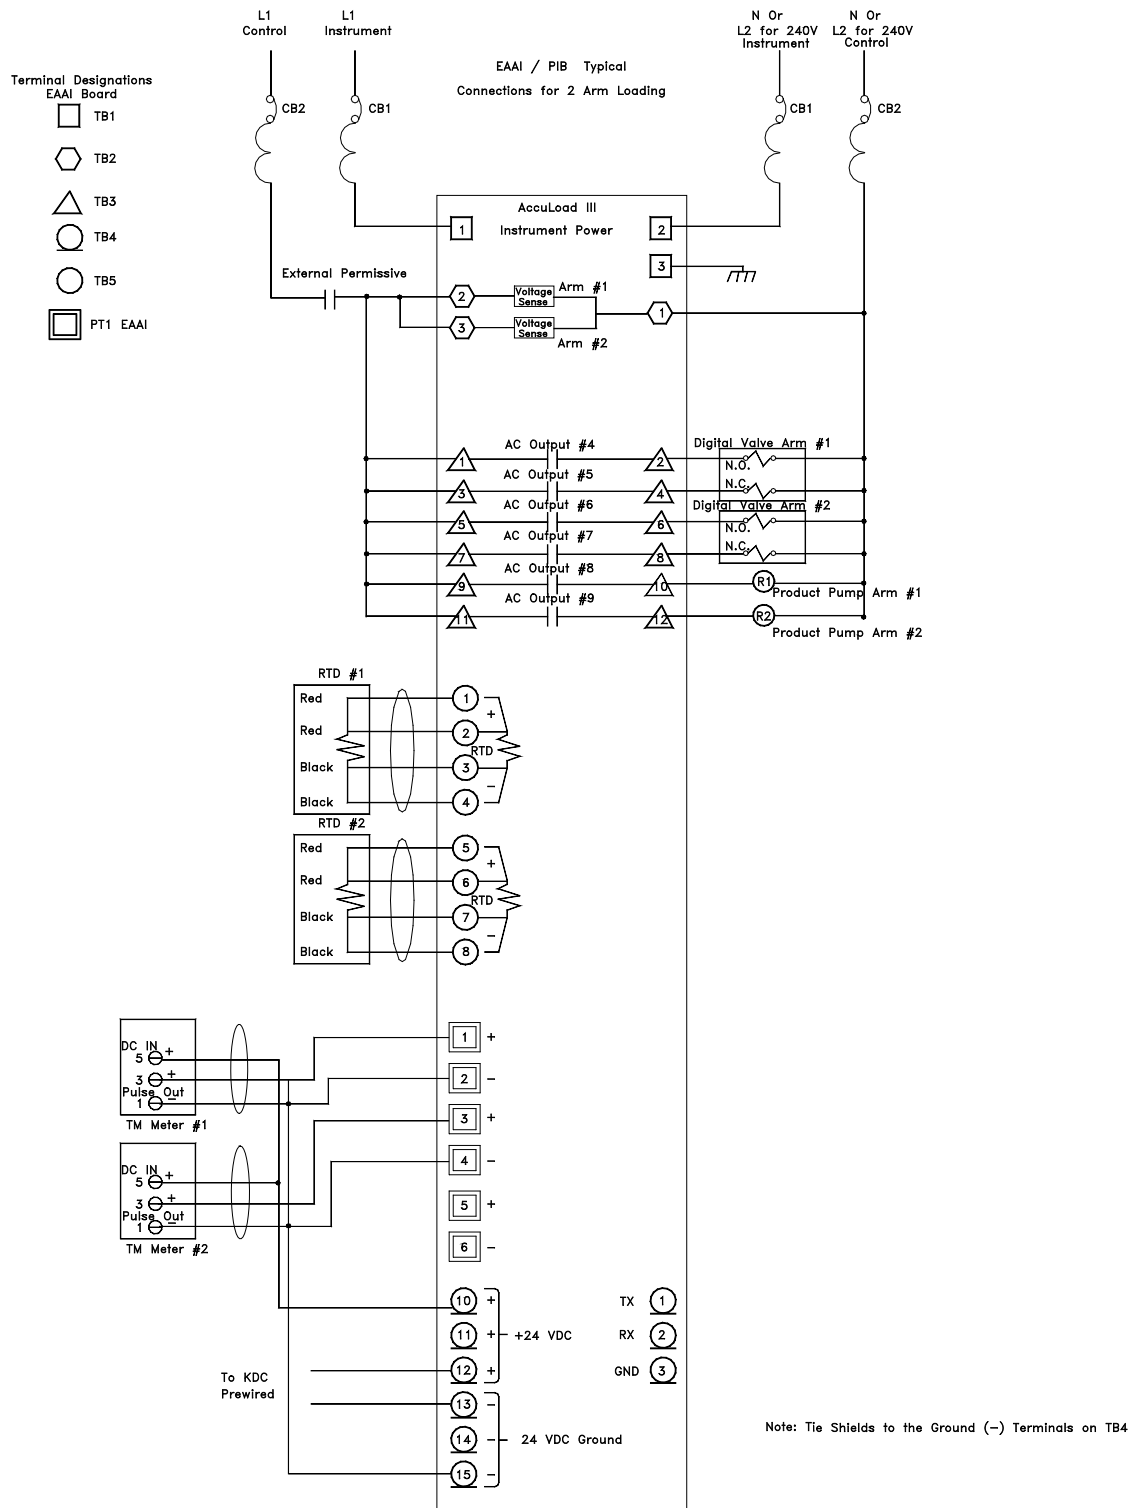 L1
Control
L1
Instrument
N Or
L2 for 240V
Instrument
N Or
L2 for 240V
Control
EAAI / PIB Typical
Connections for 2 Arm Loading
Terminal Designations
EAAI Board
TB1
TB2
TB3
TB4
TB5
PT1 EAAI
CB2
CB1
CB1
CB2
AccuLoad III
Instrument Power
1
2
3
External Permissive
2
Voltage
Sense
Arm #1
1
3
Voltage
Sense
Arm #2
AC Output #4
1
2
Digital Valve Arm #1
N.O.
AC Output #5
3
4
N.C.
AC Output #6
5
6
Digital Valve Arm #2
N.O.
AC Output #7
7
8
N.C.
AC Output #8
9
10
R1
Product Pump Arm #1
AC Output #9
11
12
R2
Product Pump Arm #2
RTD #1
Red
1
+
Red
2
RTD
Black
3
-
Black
4
RTD #2
Red
5
+
Red
6
RTD
Black
7
-
Black
8
DC IN
5 +
3 +
Pulse Out
1 -
TM Meter #1
1 +
2 -
3 +
DC IN
5 +
3 +
Pulse Out
1 -
TM Meter #2
4 -
5 +
6 -
10 +
11 +
+24 VDC
12 +
TX 1
RX 2
GND 3
To KDC
Prewired
13 -
14 -
24 VDC Ground
15 -
Note: Tie Shields to the Ground (-) Terminals on TB4